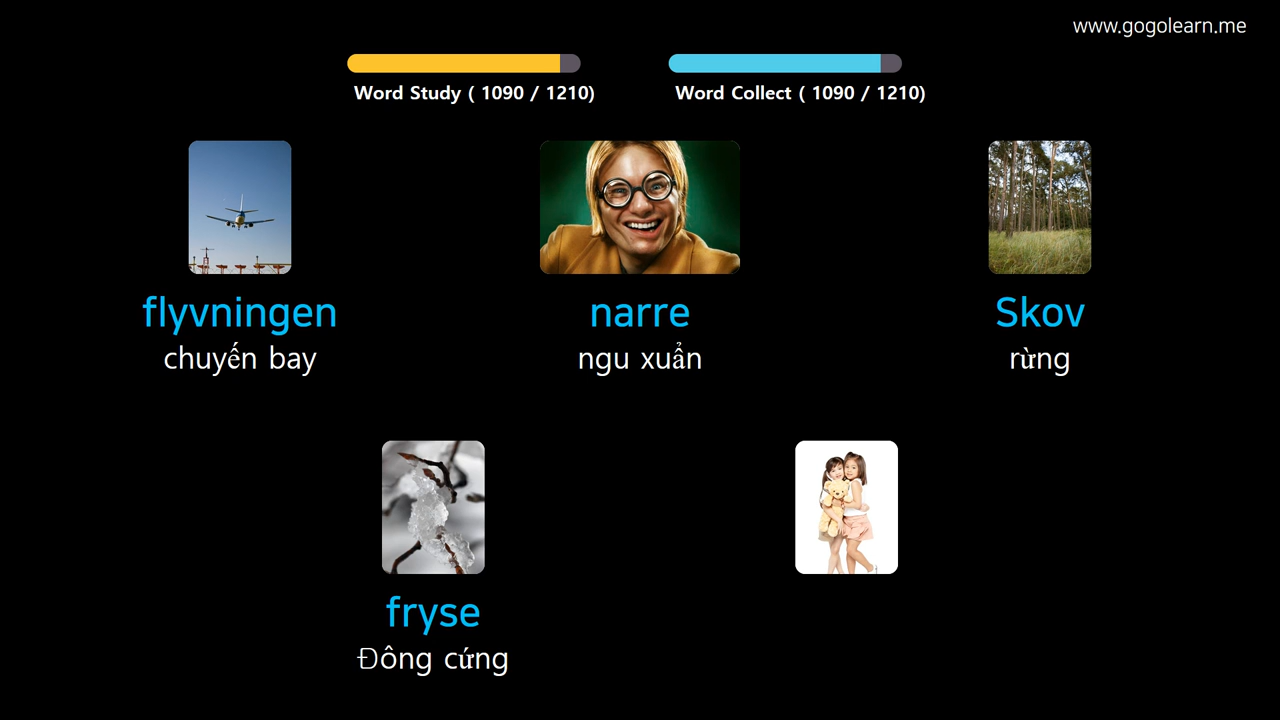 www.gogolearn.me
Word Study ( 1090 / 1210)
Word Collect ( 1090 / 1210)
flyvningen
chuyến bay
narre
ngu xuẩn
Skov
rừng
fryse
Đông cứng